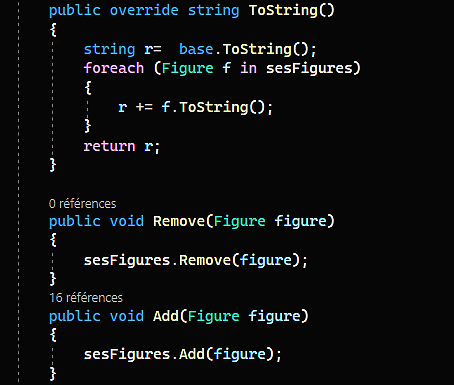 public override string ToString()
{
string r=  base.ToString();
foreach (Figure f in sesFigures)
{
r += f.ToString();
}
return r;
}
0 références
public void Remove(Figure figure)
{
sesFigures.Remove(figure);
}
16 références
public void Add(Figure figure)
{
sesFigures.Add(figure);
}